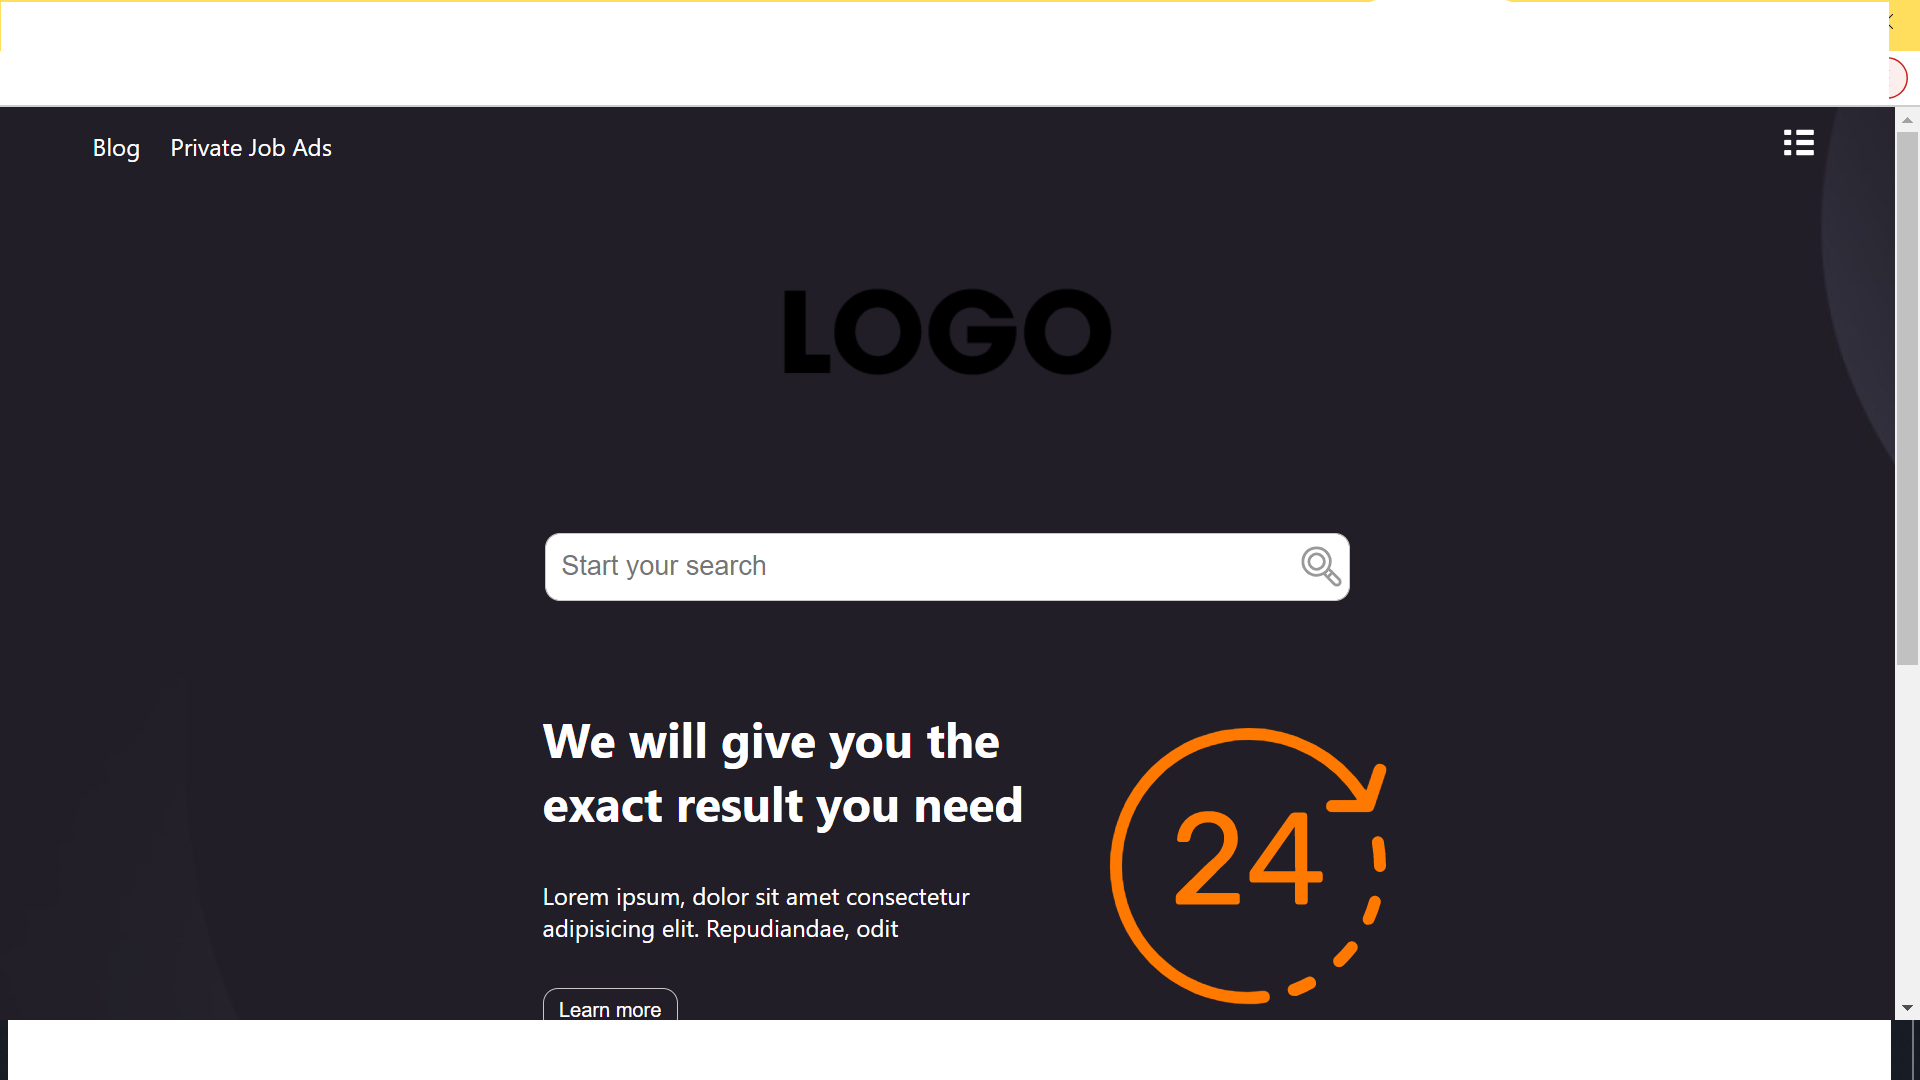 Blog Private Job Ads
LOGO
Start your search
We will give you the
exact result you need
24
Lorem ipsum, dolor sit amet consectetur
adipisicing elit. Repudiandae, odit
Learn more